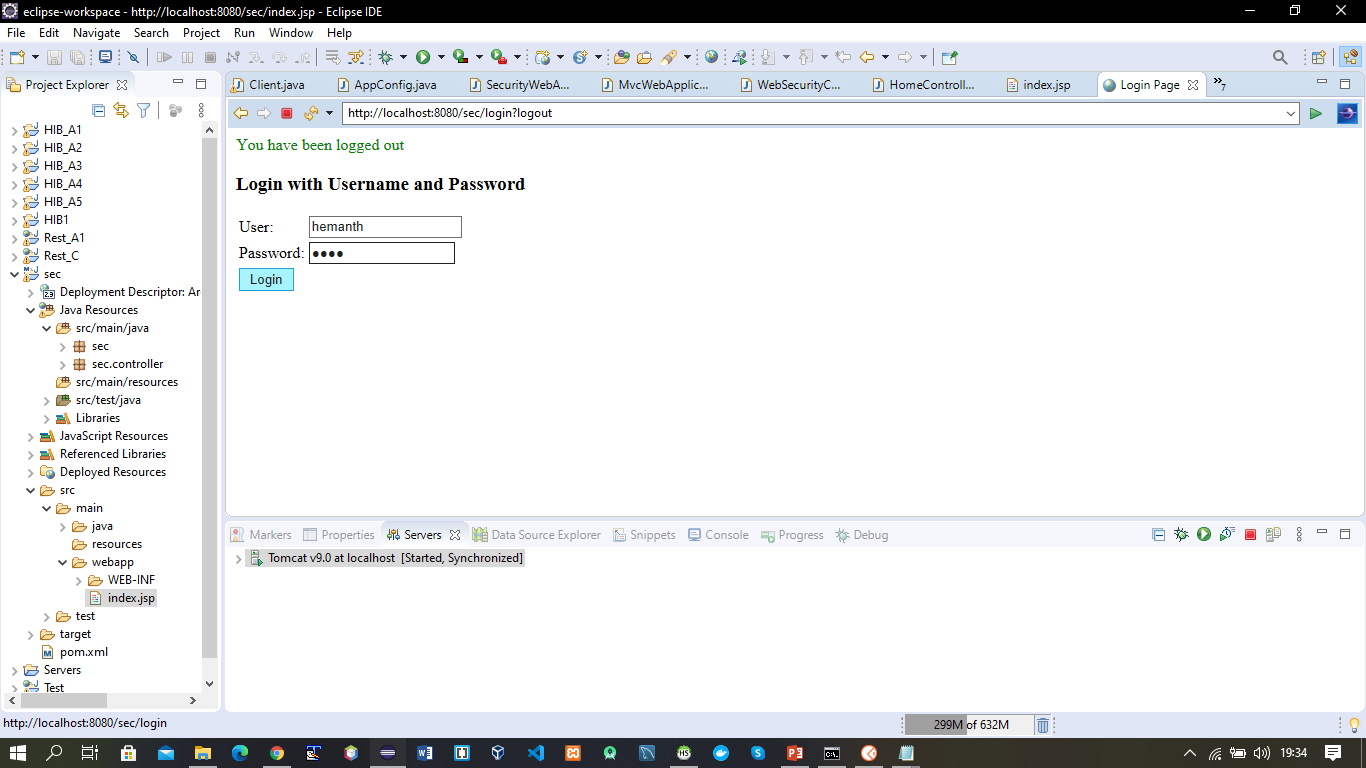 eclipse-workspace - http://localhost:8080/sec/index.jsp - Eclipse IDE
File Edit Navigate Search Project Run Window Help
Project Explorer
Client.java AppConfig.java SecurityWebA... MvcWebApplic... WebSecurityC... HomeControll... index.jsp Login Page »7
http://localhost:8080/sec/login?logout
HIB_A1
HIB_A2
HIB_A3
HIB_A4
HIB_A5
HIB1
Rest_A1
Rest_C
sec
Deployment Descriptor: Ar
Java Resources
src/main/java
sec
sec.controller
src/main/resources
src/test/java
Libraries
JavaScript Resources
Referenced Libraries
Deployed Resources
src
main
java
resources
webapp
WEB-INF
index.jsp
test
target
pom.xml
Servers
Test
You have been logged out
Login with Username and Password
User: hemanth
Password: ●●●●
Login
Markers Properties Servers Data Source Explorer Snippets Console Progress Debug
Tomcat v9.0 at localhost [Started, Synchronized]
http://localhost:8080/sec/login
299M of 632M
19:34